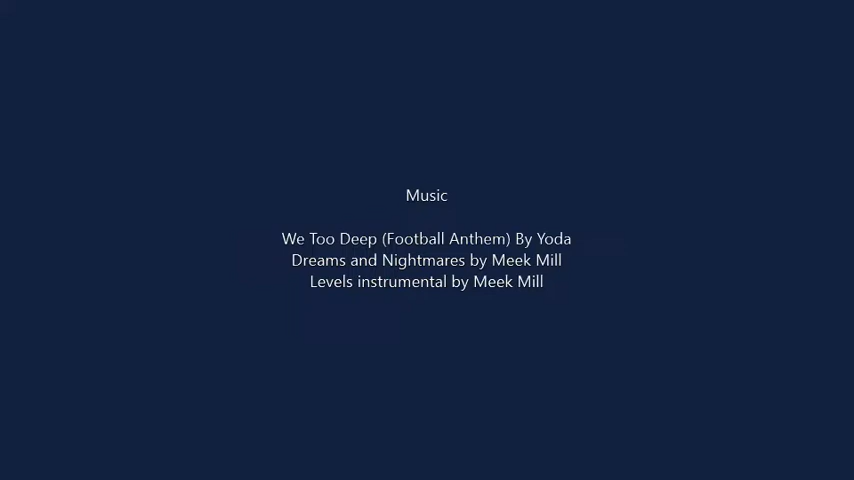 Music
We Too Deep (Football Anthem) By Yoda
Dreams and Nightmares by Meek Mill
Levels instrumental by Meek Mill